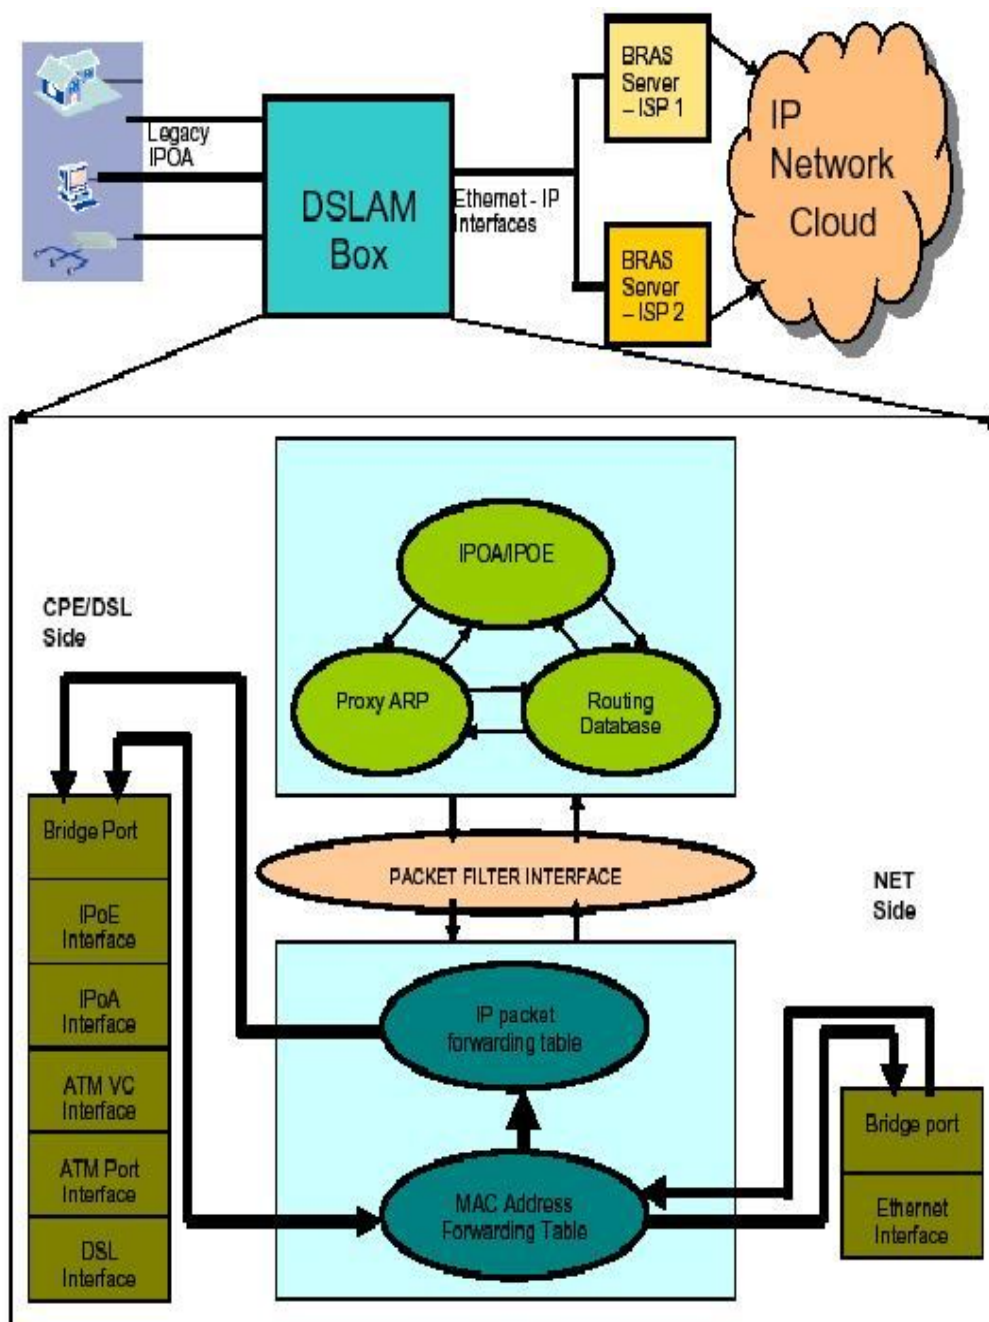 BRAS
Server
– ISP 1
IP
Network
Cloud
Legacy
IPOA
DSLAM
Box
Ethernet - IP
Interfaces
BRAS
Server
– ISP 2
IPOA/IPOE
CPE/DSL
Side
Proxy ARP
Routing
Database
Bridge Port
PACKET FILTER INTERFACE
NET
Side
IPoE
Interface
IPoA
Interface
IP packet
forwarding table
ATM VC
Interface
Bridge port
ATM Port
Interface
MAC Address
Forwarding Table
Ethernet
Interface
DSL
Interface